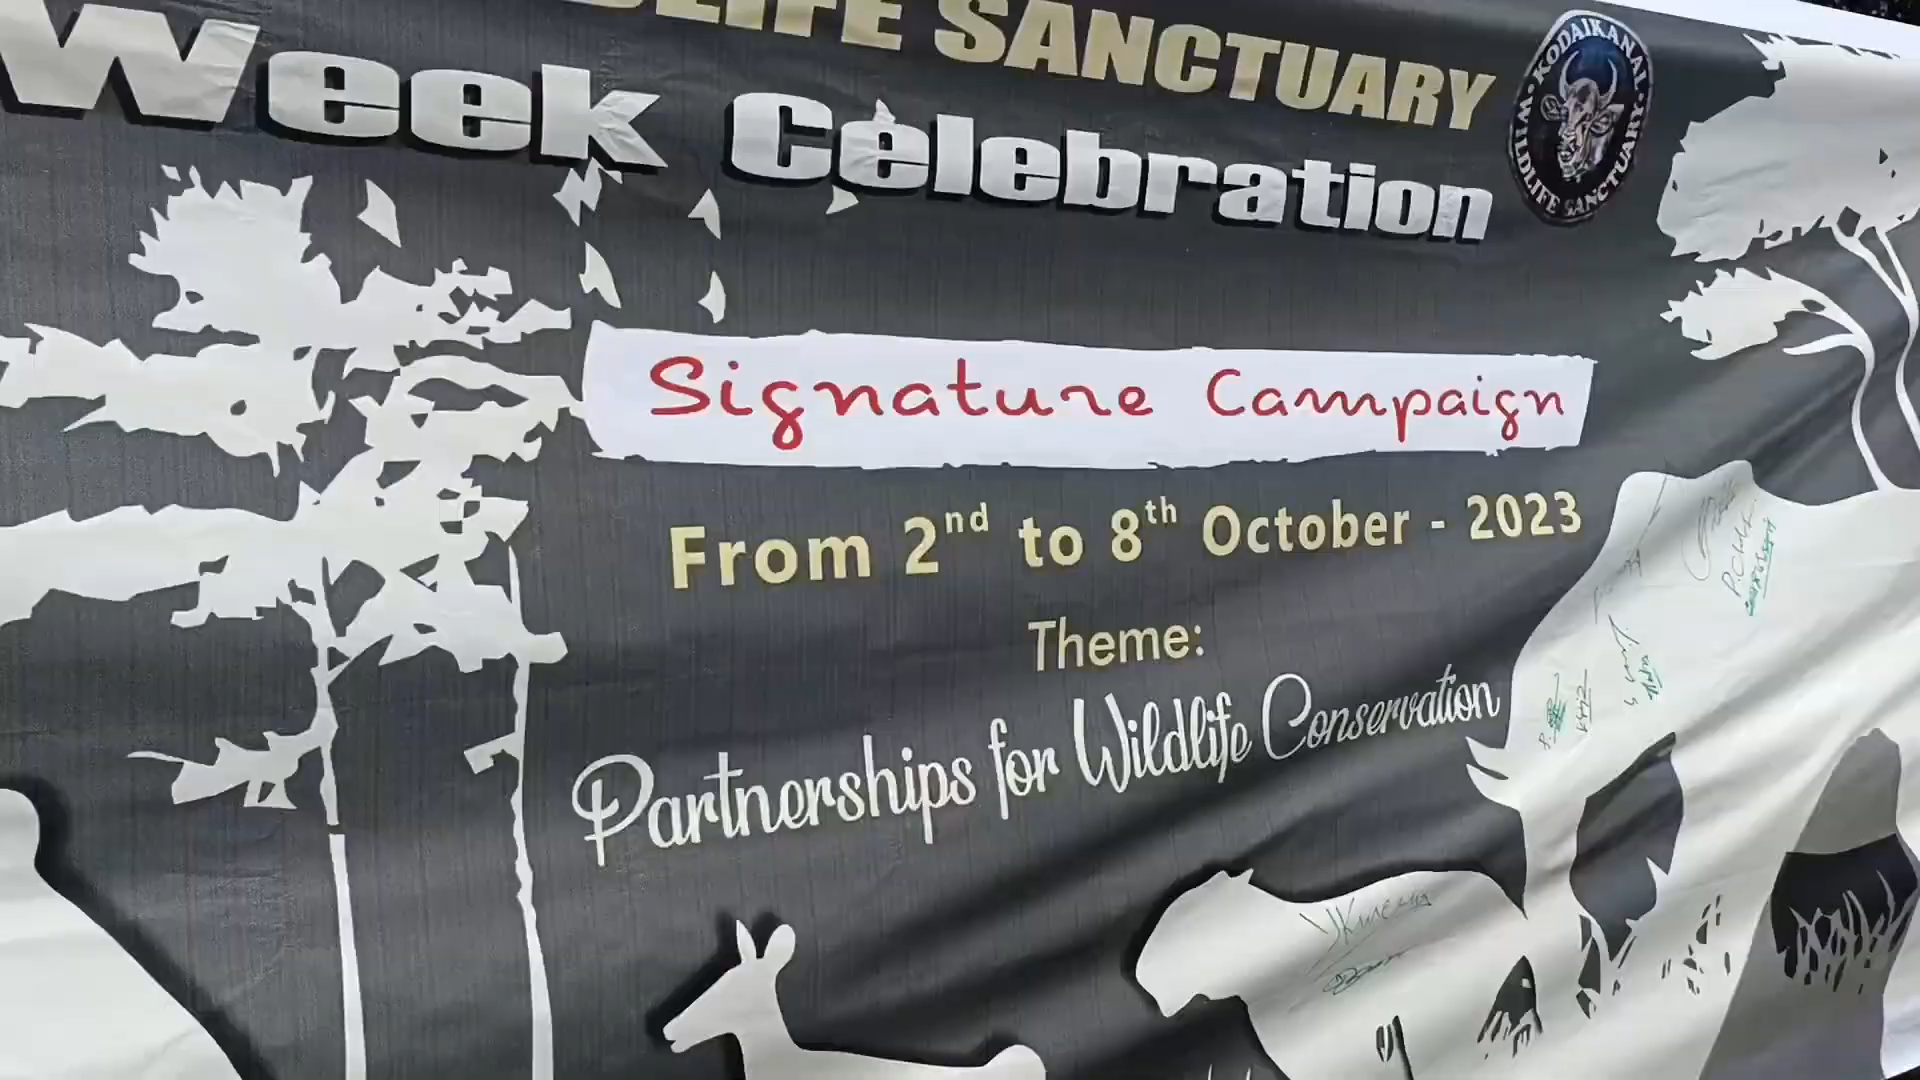 WILDLIFE SANCTUARY
Week Celebration
KODAIKANAL
WILDLIFE SANCTUARY
Signature Campaign
From 2nd to 8th October - 2023
Theme:
Partnerships for Wildlife Conservation